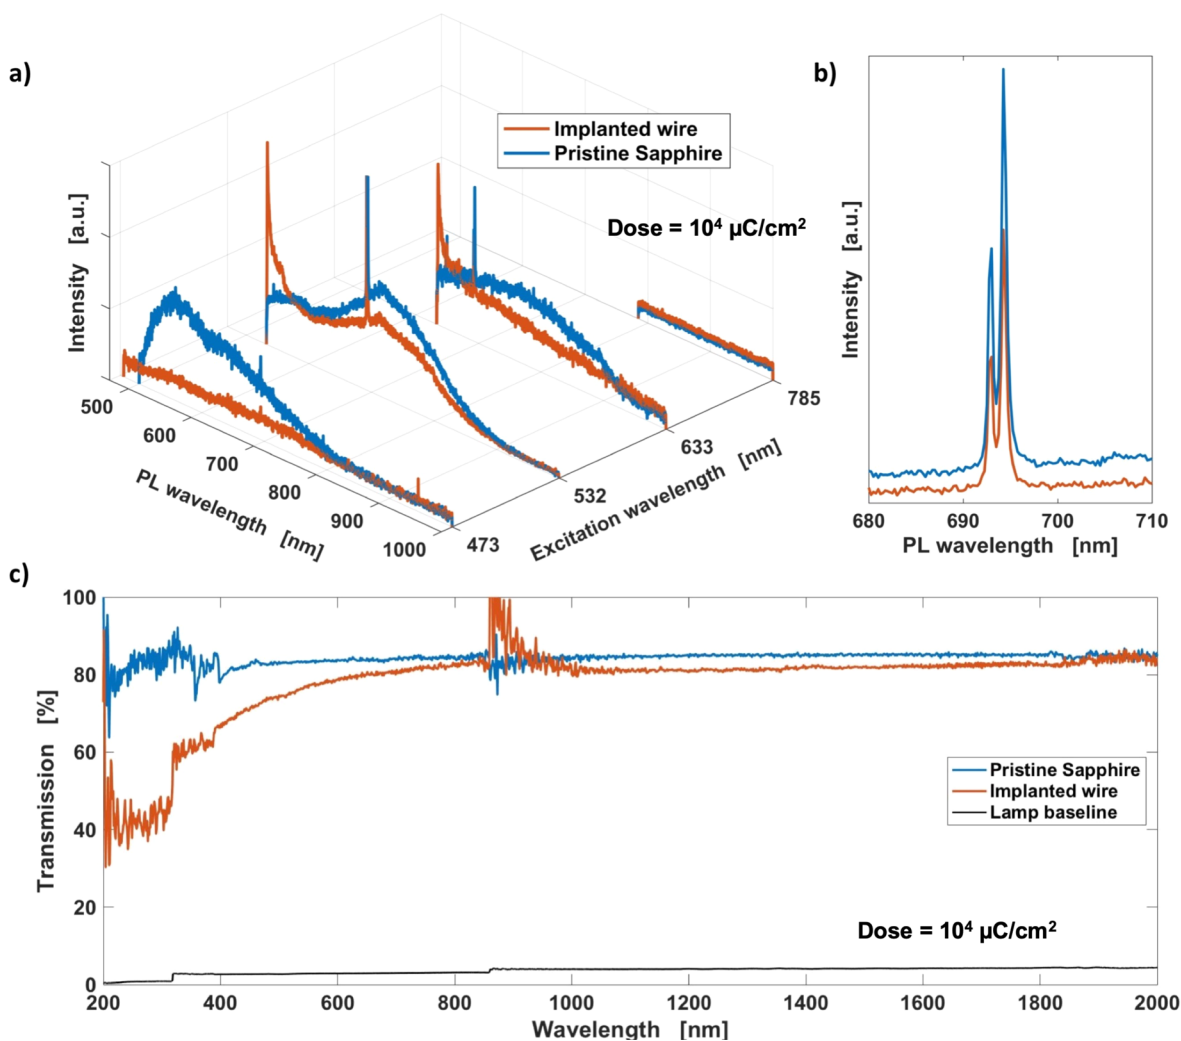 a)
Implanted wire
Pristine Sapphire
Dose = 10⁴ µC/cm²
Intensity [a.u.]
500
600
700
800
900
1000
PL wavelength [nm]
473
532
633
785
Excitation wavelength [nm]
b)
Intensity [a.u.]
680 690 700 710
PL wavelength [nm]
c)
100
80
60
40
20
0
Transmission [%]
Pristine Sapphire
Implanted wire
Lamp baseline
Dose = 10⁴ µC/cm²
200 400 600 800 1000 1200 1400 1600 1800 2000
Wavelength [nm]